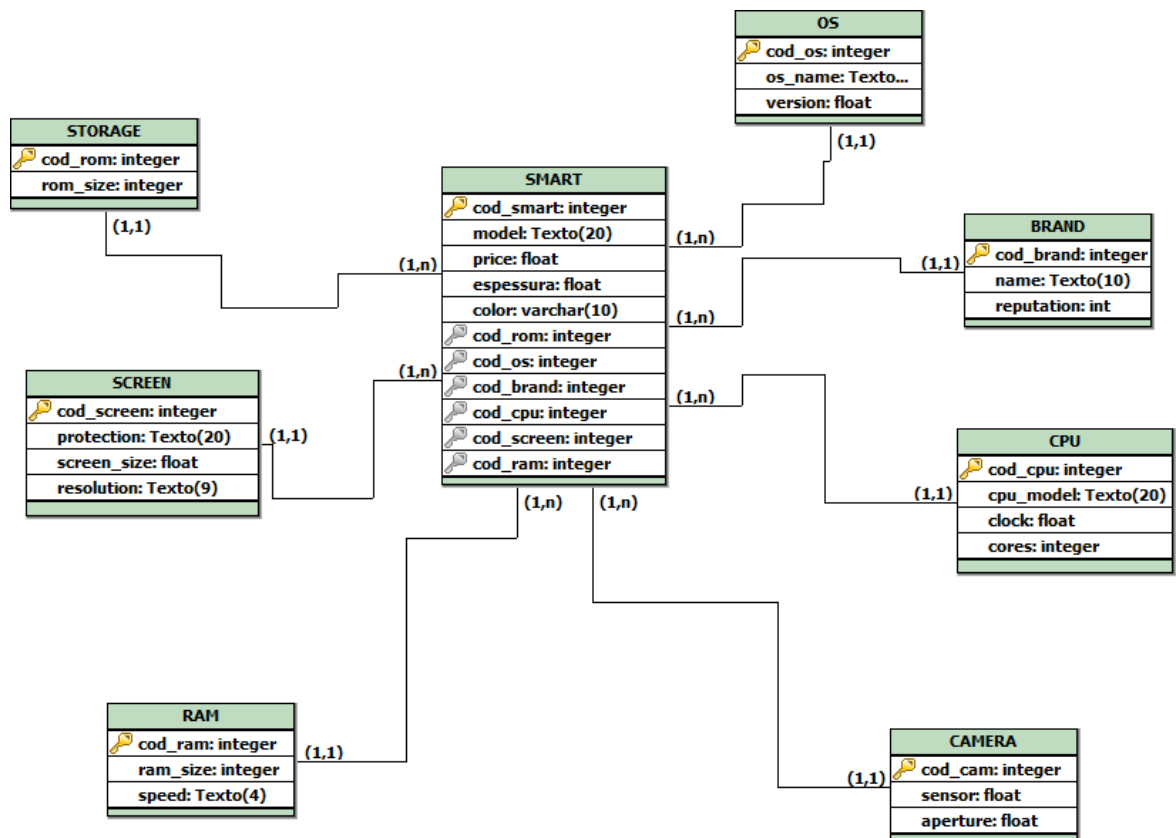 OS
cod_os: integer
os_name: Texto...
version: float
(1,1)
STORAGE
cod_rom: integer
rom_size: integer
(1,1)
(1,n)
SMART
cod_smart: integer
model: Texto(20)
price: float
espessura: float
color: varchar(10)
cod_rom: integer
cod_os: integer
cod_brand: integer
cod_cpu: integer
cod_screen: integer
cod_ram: integer
(1,n)
(1,n)
(1,n)
(1,n)
(1,n)
(1,n)
BRAND
cod_brand: integer
name: Texto(10)
reputation: int
(1,1)
SCREEN
cod_screen: integer
protection: Texto(20)
screen_size: float
resolution: Texto(9)
(1,1)
CPU
cod_cpu: integer
cpu_model: Texto(20)
clock: float
cores: integer
(1,1)
RAM
cod_ram: integer
ram_size: integer
speed: Texto(4)
(1,1)
CAMERA
cod_cam: integer
sensor: float
aperture: float
(1,1)